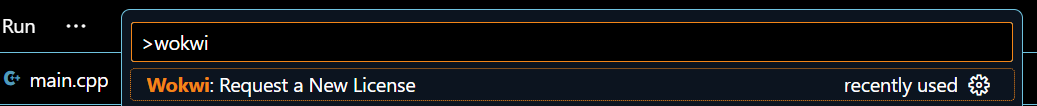 Run ...
>wokwi
main.cpp
Wokwi: Request a New License recently used